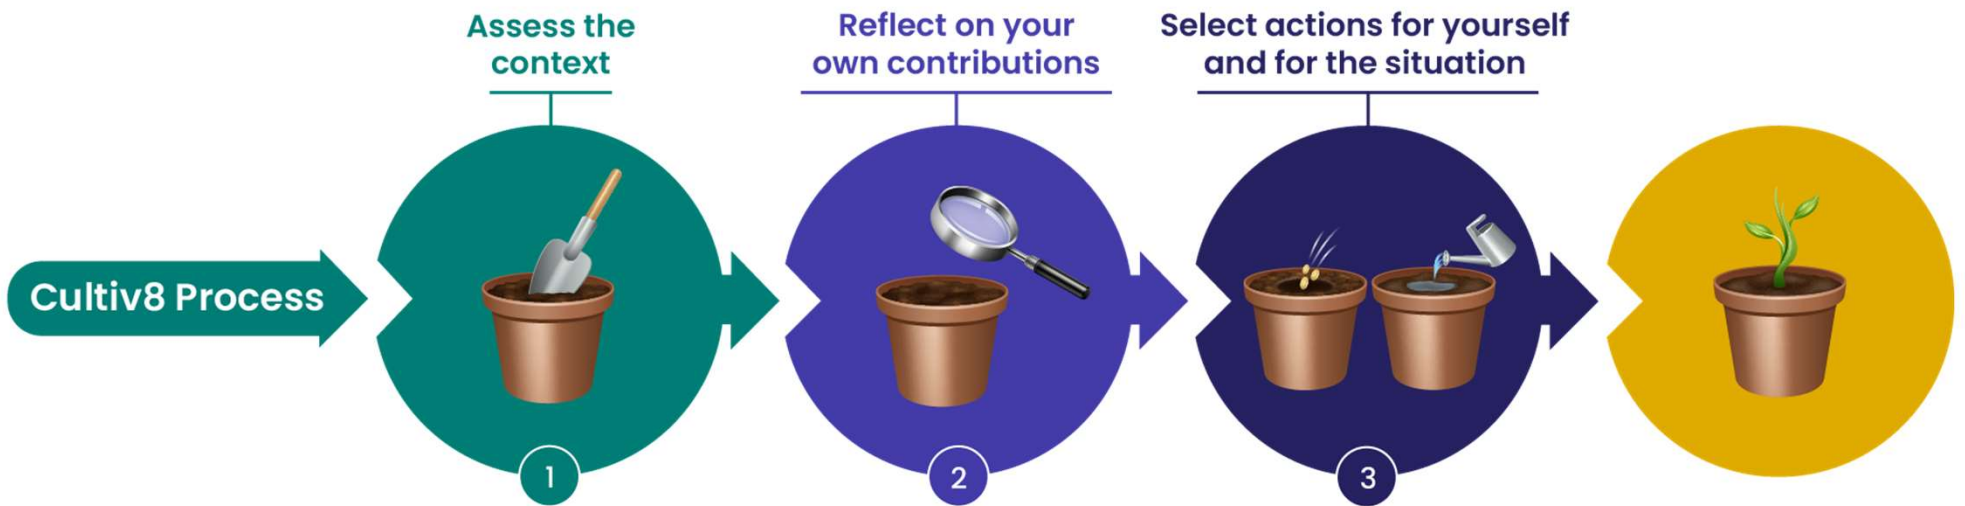 Cultiv8 Process
Assess the
context
1
Reflect on your
own contributions
2
Select actions for yourself
and for the situation
3